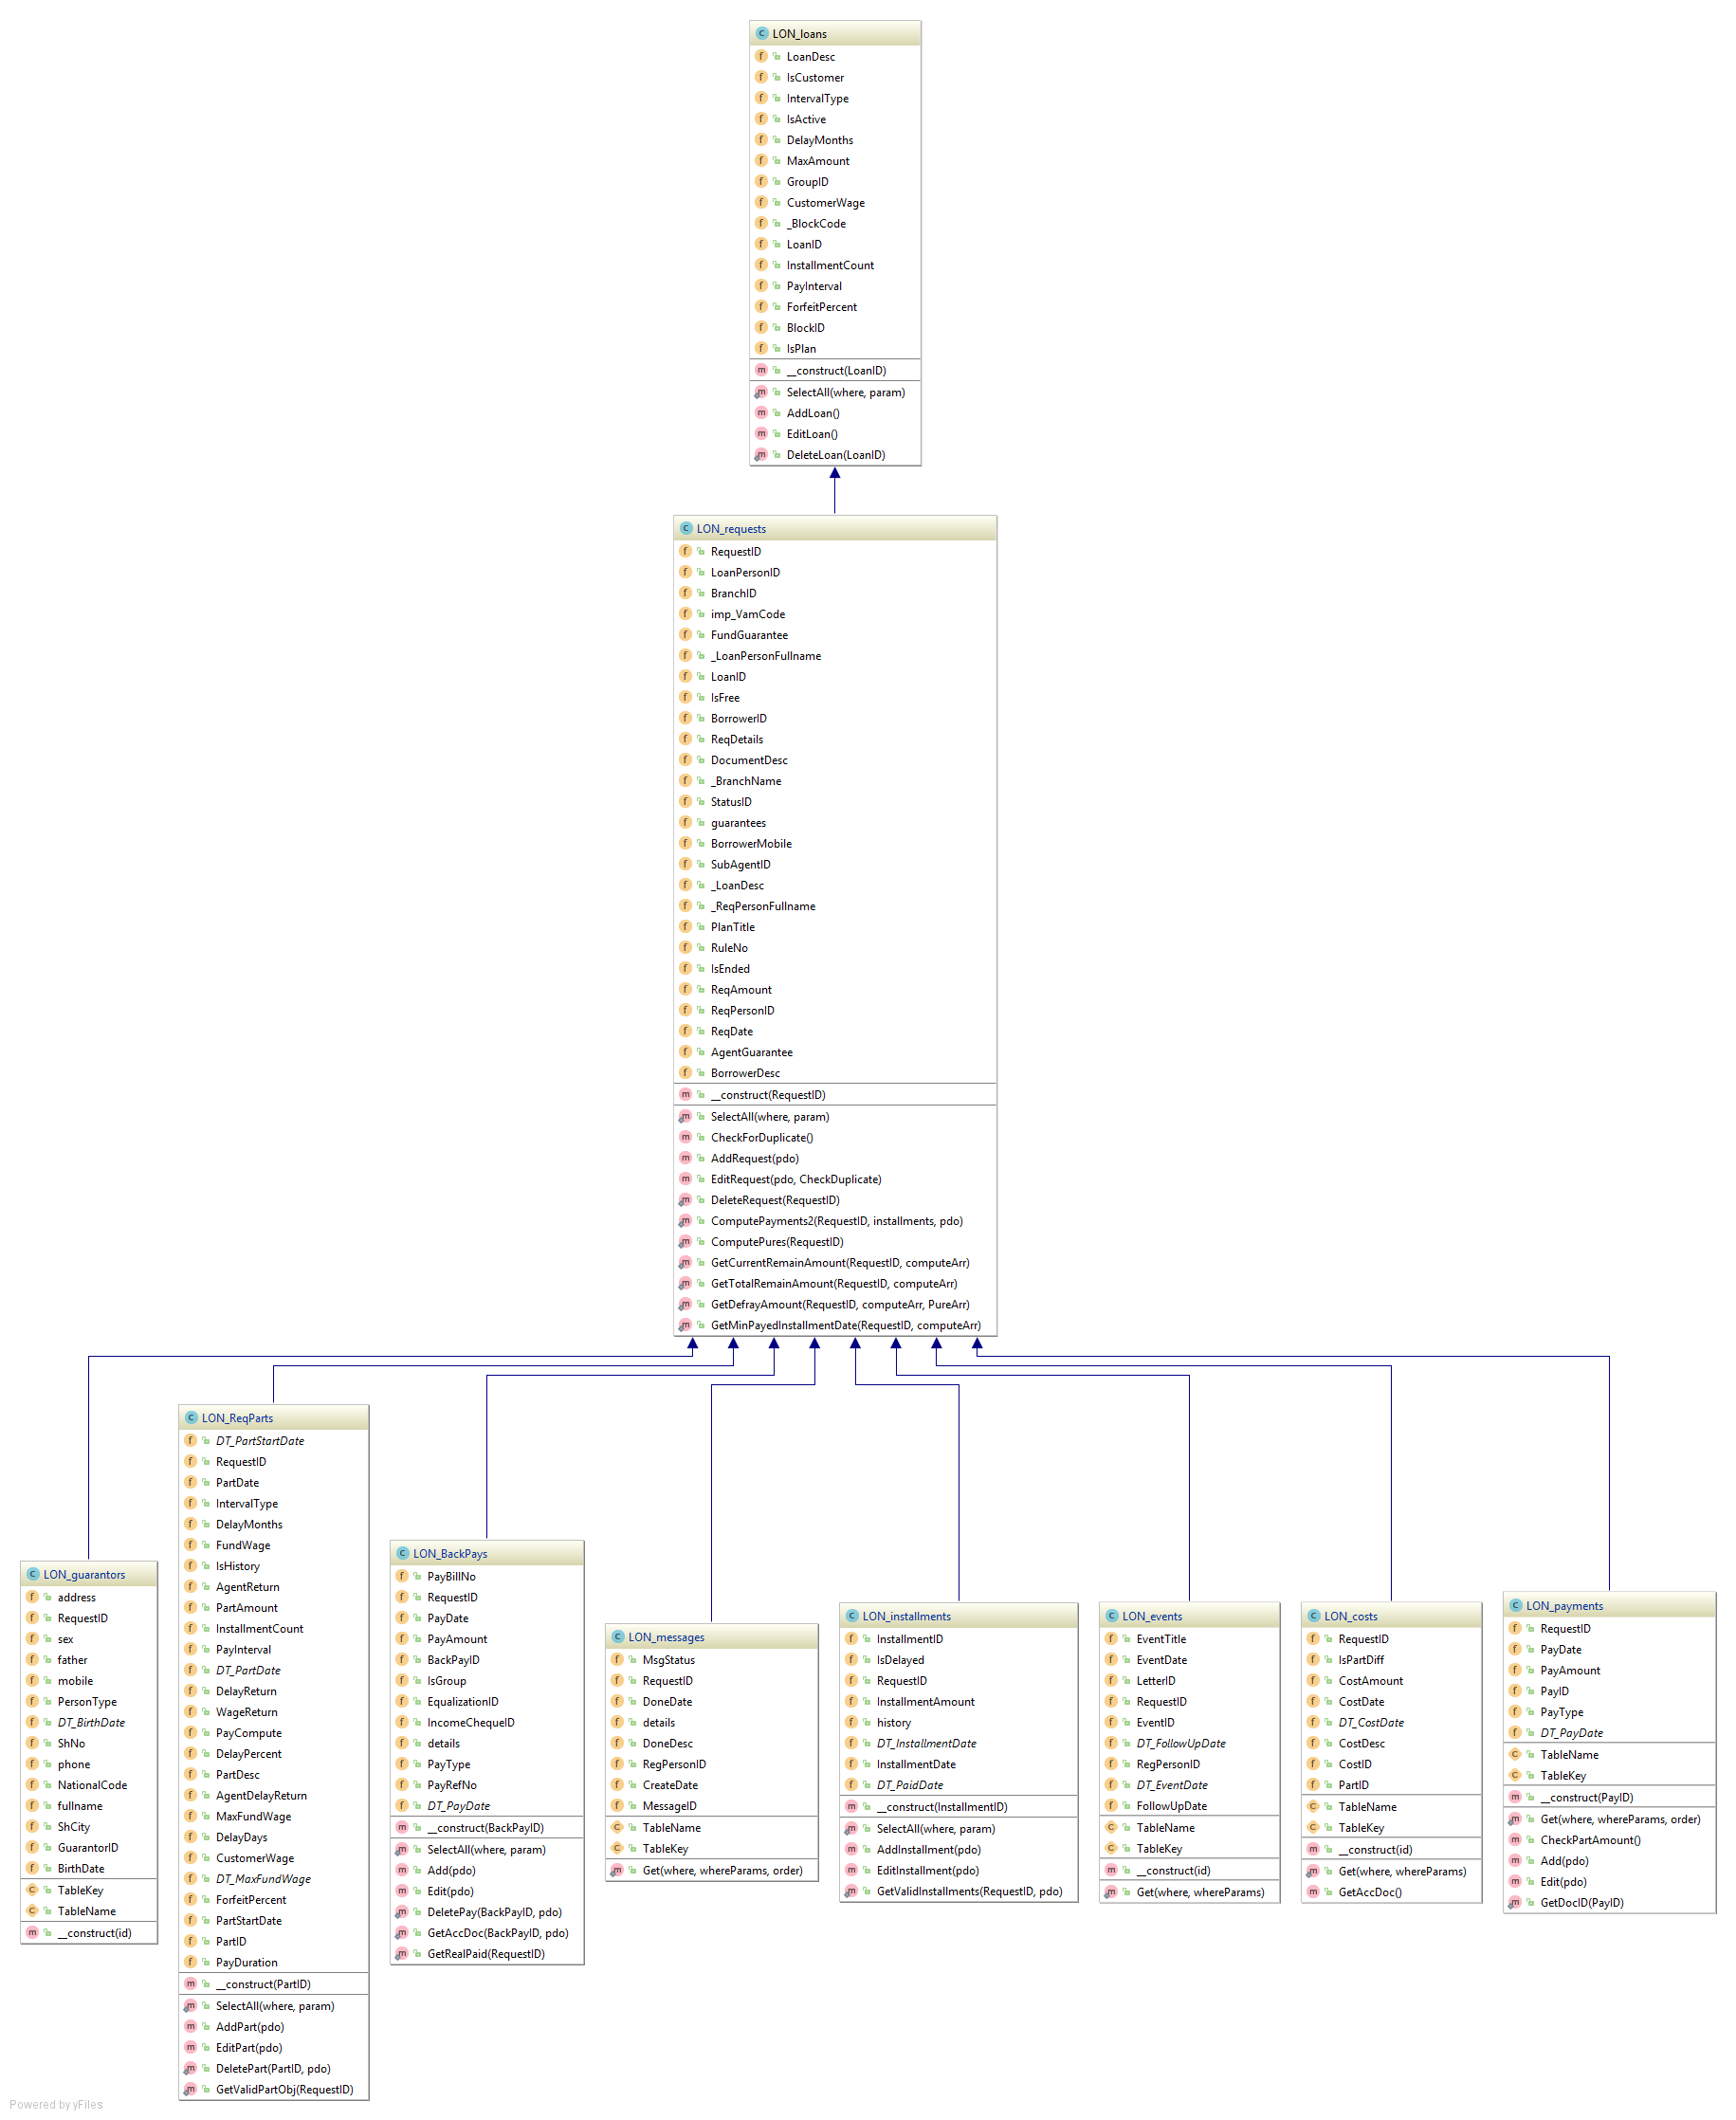 LON_loans
LoanDesc
IsCustomer
IntervalType
IsActive
DelayMonths
MaxAmount
GroupID
CustomerWage
_BlockCode
LoanID
InstallmentCount
PayInterval
ForfeitPercent
BlockID
IsPlan
__construct(LoanID)
SelectAll(where, param)
AddLoan()
EditLoan()
DeleteLoan(LoanID)
LON_requests
RequestID
LoanPersonID
BranchID
imp_VamCode
FundGuarantee
_LoanPersonFullname
LoanID
IsFree
BorrowerID
ReqDetails
DocumentDesc
_BranchName
StatusID
guarantees
BorrowerMobile
SubAgentID
_LoanDesc
_ReqPersonFullname
PlanTitle
RuleNo
IsEnded
ReqAmount
ReqPersonID
ReqDate
AgentGuarantee
BorrowerDesc
__construct(RequestID)
SelectAll(where, param)
CheckForDuplicate()
AddRequest(pdo)
EditRequest(pdo, CheckDuplicate)
DeleteRequest(RequestID)
ComputePayments2(RequestID, installments, pdo)
ComputePures(RequestID)
GetCurrentRemainAmount(RequestID, computeArr)
GetTotalRemainAmount(RequestID, computeArr)
GetDefrayAmount(RequestID, computeArr, PureArr)
GetMinPayedInstallmentDate(RequestID, computeArr)
LON_guarantors
address
RequestID
sex
father
mobile
PersonType
DT_BirthDate
ShNo
phone
NationalCode
fullname
ShCity
GuarantorID
BirthDate
TableKey
TableName
__construct(id)
LON_ReqParts
DT_PartStartDate
RequestID
PartDate
IntervalType
DelayMonths
FundWage
IsHistory
AgentReturn
PartAmount
InstallmentCount
PayInterval
DT_PartDate
DelayReturn
WageReturn
PayCompute
DelayPercent
PartDesc
AgentDelayReturn
MaxFundWage
DelayDays
CustomerWage
DT_MaxFundWage
ForfeitPercent
PartStartDate
PartID
PayDuration
__construct(PartID)
SelectAll(where, param)
AddPart(pdo)
EditPart(pdo)
DeletePart(PartID, pdo)
GetValidPartObj(RequestID)
LON_BackPays
PayBillNo
RequestID
PayDate
PayAmount
BackPayID
IsGroup
EqualizationID
IncomeChequeID
details
PayType
PayRefNo
DT_PayDate
__construct(BackPayID)
SelectAll(where, param)
Add(pdo)
Edit(pdo)
DeletePay(BackPayID, pdo)
GetAccDoc(BackPayID, pdo)
GetRealPaid(RequestID)
LON_messages
MsgStatus
RequestID
DoneDate
details
DoneDesc
RegPersonID
CreateDate
MessageID
TableName
TableKey
Get(where, whereParams, order)
LON_installments
InstallmentID
IsDelayed
RequestID
InstallmentAmount
history
DT_InstallmentDate
InstallmentDate
DT_PaidDate
__construct(InstallmentID)
SelectAll(where, param)
AddInstallment(pdo)
EditInstallment(pdo)
GetValidInstallments(RequestID, pdo)
LON_events
EventTitle
EventDate
LetterID
RequestID
EventID
DT_FollowUpDate
RegPersonID
DT_EventDate
FollowUpDate
TableName
TableKey
__construct(id)
Get(where, whereParams)
LON_costs
RequestID
IsPartDiff
CostAmount
CostDate
DT_CostDate
CostDesc
CostID
PartID
TableName
TableKey
__construct(id)
Get(where, whereParams)
GetAccDoc()
LON_payments
RequestID
PayDate
PayAmount
PayID
PayType
DT_PayDate
TableName
TableKey
__construct(PayID)
Get(where, whereParams, order)
CheckPartAmount()
Add(pdo)
Edit(pdo)
GetDocID(PayID)
Powered by yFiles